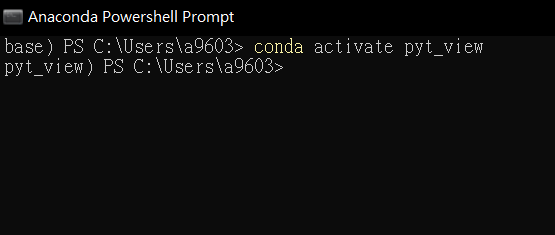 Anaconda Powershell Prompt
base) PS C:\Users\a9603> conda activate pyt_view
pyt_view) PS C:\Users\a9603>